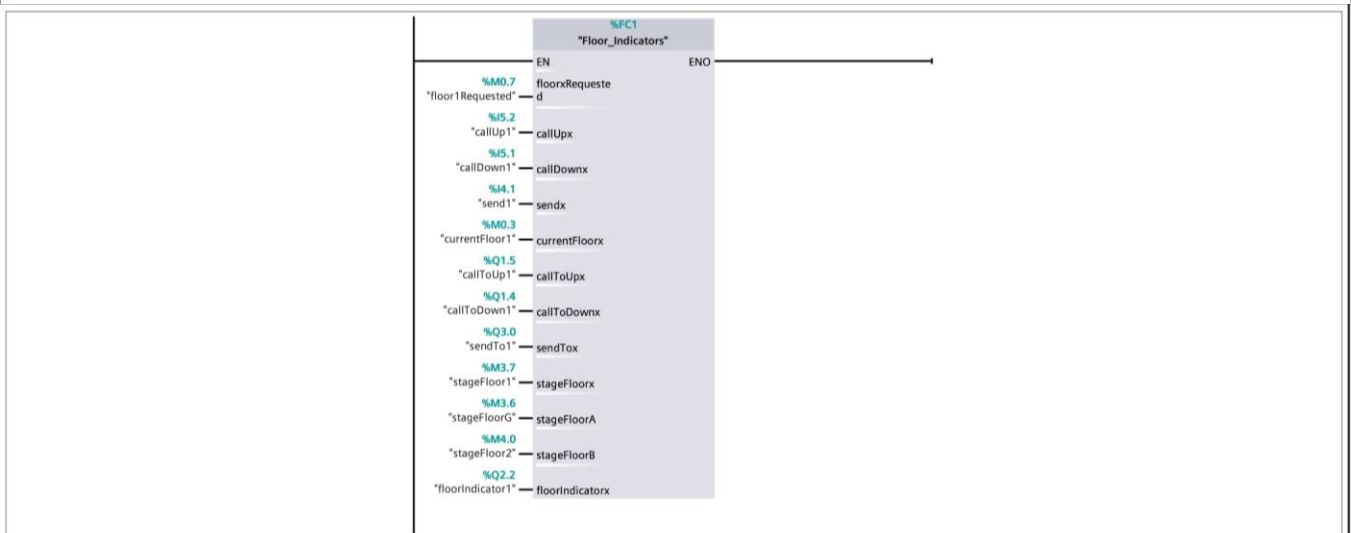 %FC1
"Floor_Indicators"
EN ENO
%M0.7
"floor1Requested" floorxRequeste
d
%I5.2
"callUp1" callUpx
%I5.1
"callDown1" callDownx
%I4.1
"send1" sendx
%M0.3
"currentFloor1" currentFloorx
%Q1.5
"callToUp1" callToUpx
%Q1.4
"callToDown1" callToDownx
%Q3.0
"sendTo1" sendTox
%M3.7
"stageFloor1" stageFloorx
%M3.6
"stageFloorG" stageFloorA
%M4.0
"stageFloor2" stageFloorB
%Q2.2
"floorIndicator1" floorIndicatorx